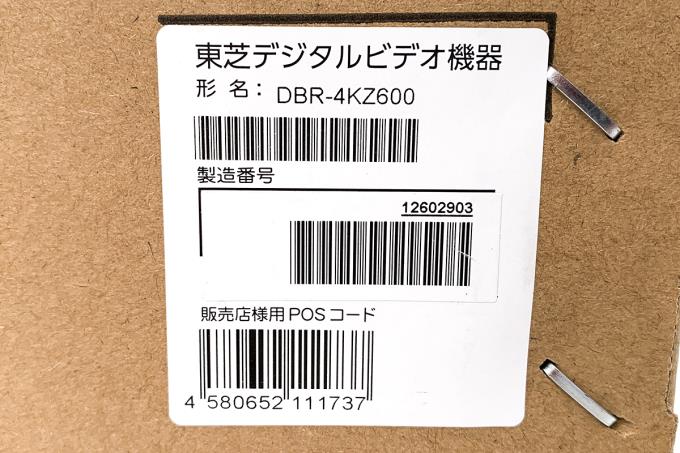 東芝デジタルビデオ機器
形 名： DBR-4KZ600
製造番号
12602903
販売店様用POSコード
4 580652 111737